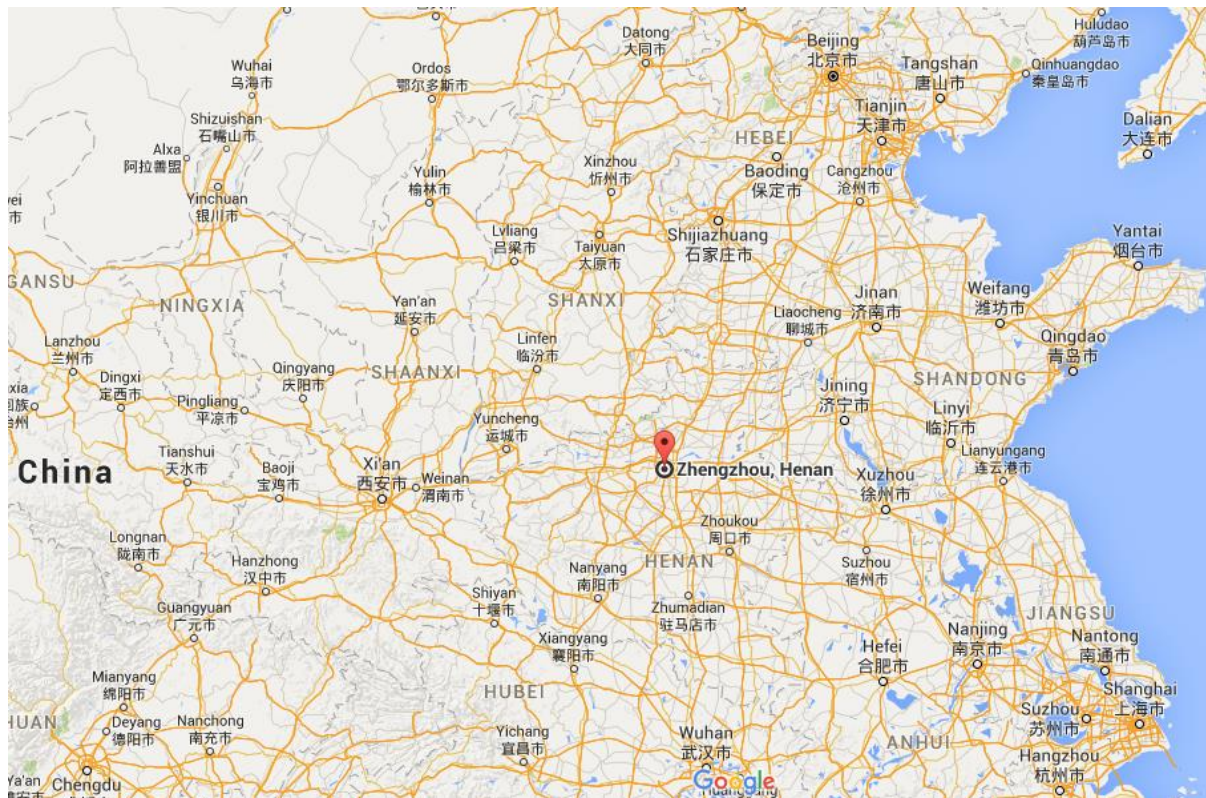 Huludao
葫芦岛市
Datong
大同市
Beijing
北京市
Tangshan
唐山市
Qinhuangdao
秦皇岛市
Wuhai
乌海市
Ordos
鄂尔多斯市
Tianjin
天津市
Dalian
大连市
Shizuishan
石嘴山市
HEBEI
Alxa
阿拉善盟
Xinzhou
忻州市
Baoding
保定市
Cangzhou
沧州市
Yulin
榆林市
Yinchuan
银川市
Lvliang
吕梁市
Taiyuan
太原市
Shijiazhuang
石家庄市
Yantai
烟台市
GANSU
NINGXIA
SHANXI
Yan'an
延安市
Jinan
济南市
Weifang
潍坊市
Liaocheng
聊城市
Qingdao
青岛市
Lanzhou
兰州市
Linfen
临汾市
Dingxi
定西市
Qingyang
庆阳市
SHAANXI
SHANDONG
Pingliang
平凉市
Jining
济宁市
Linyi
临沂市
Yuncheng
运城市
Tianshui
天水市
Baoji
宝鸡市
Xi'an
西安市
Weinan
渭南市
Zhengzhou, Henan
Lianyungang
连云港市
China
Xuzhou
徐州市
Longnan
陇南市
Hanzhong
汉中市
Zhoukou
周口市
HENAN
Suzhou
宿州市
Nanyang
南阳市
Shiyan
十堰市
Zhumadian
驻马店市
Guangyuan
广元市
JIANGSU
Xiangyang
襄阳市
Hefei
合肥市
Nanjing
南京市
Nantong
南通市
Mianyang
绵阳市
HUBEI
Shanghai
上海市
Deyang
德阳市
Nanchong
南充市
Yichang
宜昌市
Wuhan
武汉市
Suzhou
苏州市
ANHUI
Hangzhou
杭州市
Chengdu
Google